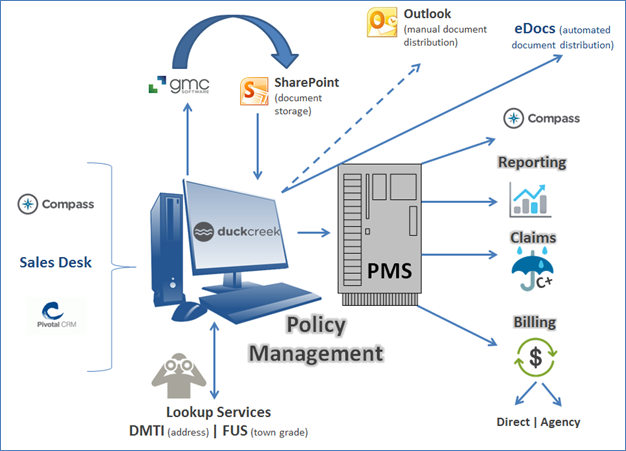 Outlook
(manual document
distribution)
eDocs (automated
document distribution)
gmc
SOFTWARE
S
SharePoint
(document
storage)
Compass
Reporting
Compass
Sales Desk
Pivotal CRM
duckcreek
PMS
Claims
C+
Policy
Management
Billing
$
Lookup Services
DMTI (address) | FUS (town grade)
Direct | Agency